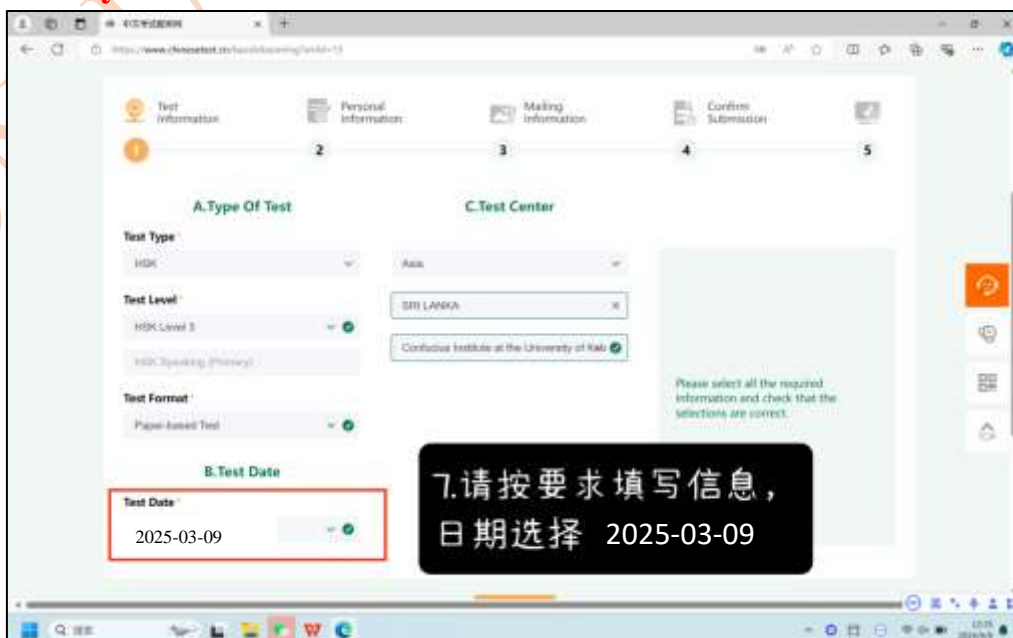 Test
Information
Personal
Information
Mailing
Information
Confirm
Submission
1
2
3
4
5
A.Type Of Test
C.Test Center
Test Type *
HSK
Asia
Test Level *
SRI LANKA
HSK Level 3
Confucius Institute at the University of Kel
HSK Speaking (Primary)
Please select all the required
information and check that the
selections are correct.
Test Format *
Paper-based Test
B.Test Date
Test Date *
2025-03-09
7.请按要求填写信息，
日期选择 2025-03-09